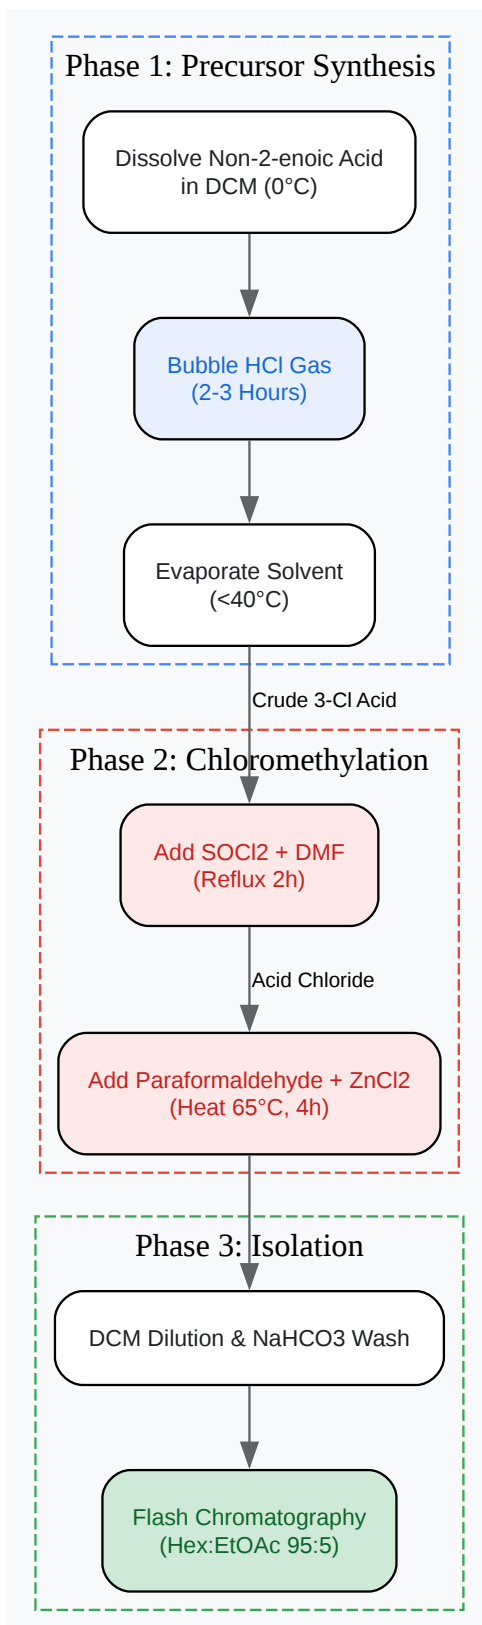 Phase 1: Precursor Synthesis
Dissolve Non-2-enoic Acid
in DCM (0°C)
Bubble HCl Gas
(2-3 Hours)
Evaporate Solvent
(<40°C)
Crude 3-Cl Acid
Phase 2: Chloromethylation
Add SOCl2 + DMF
(Reflux 2h)
Acid Chloride
Add Paraformaldehyde + ZnCl2
(Heat 65°C, 4h)
Phase 3: Isolation
DCM Dilution & NaHCO3 Wash
Flash Chromatography
(Hex:EtOAc 95:5)